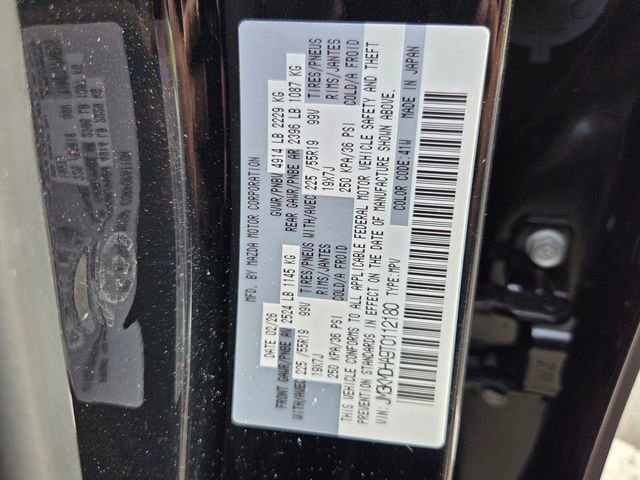 MFD. BY MAZDA MOTOR CORPORATION
DATE 02/26
GVWR/PNBV 4914 LB 2229 KG
FRONT GAWR/PNBE AV 2524 LB 1145 KG
REAR GAWR/PNBE AR 2396 LB 1087 KG
WITH/AVEC 225/55R19 99V TIRES/PNEUS
WITH/AVEC 225/55R19 99V TIRES/PNEUS
19X7J RIMS/JANTES
19X7J RIMS/JANTES
250 KPA/36 PSI COLD/A FROID
250 KPA/36 PSI COLD/A FROID
THIS VEHICLE CONFORMS TO ALL APPLICABLE FEDERAL MOTOR VEHICLE SAFETY AND THEFT
PREVENTION STANDARDS IN EFFECT ON THE DATE OF MANUFACTURE SHOWN ABOVE.
VIN: TYPE:MPV COLOR CODE:41W MADE IN JAPAN